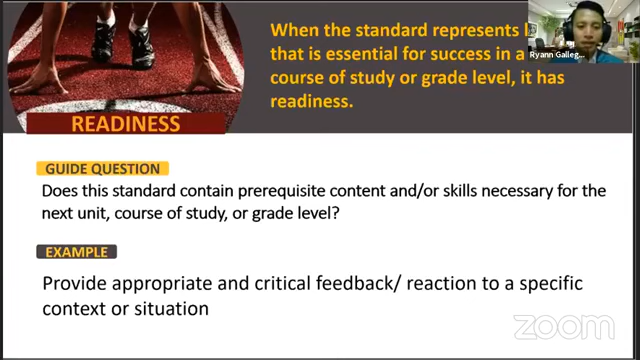 When the standard represents
that is essential for success in a
course of study or grade level, it has
readiness.
Ryann Galleg...
READINESS
GUIDE QUESTION
Does this standard contain prerequisite content and/or skills necessary for the
next unit, course of study, or grade level?
EXAMPLE
Provide appropriate and critical feedback/ reaction to a specific
context or situation
zoom